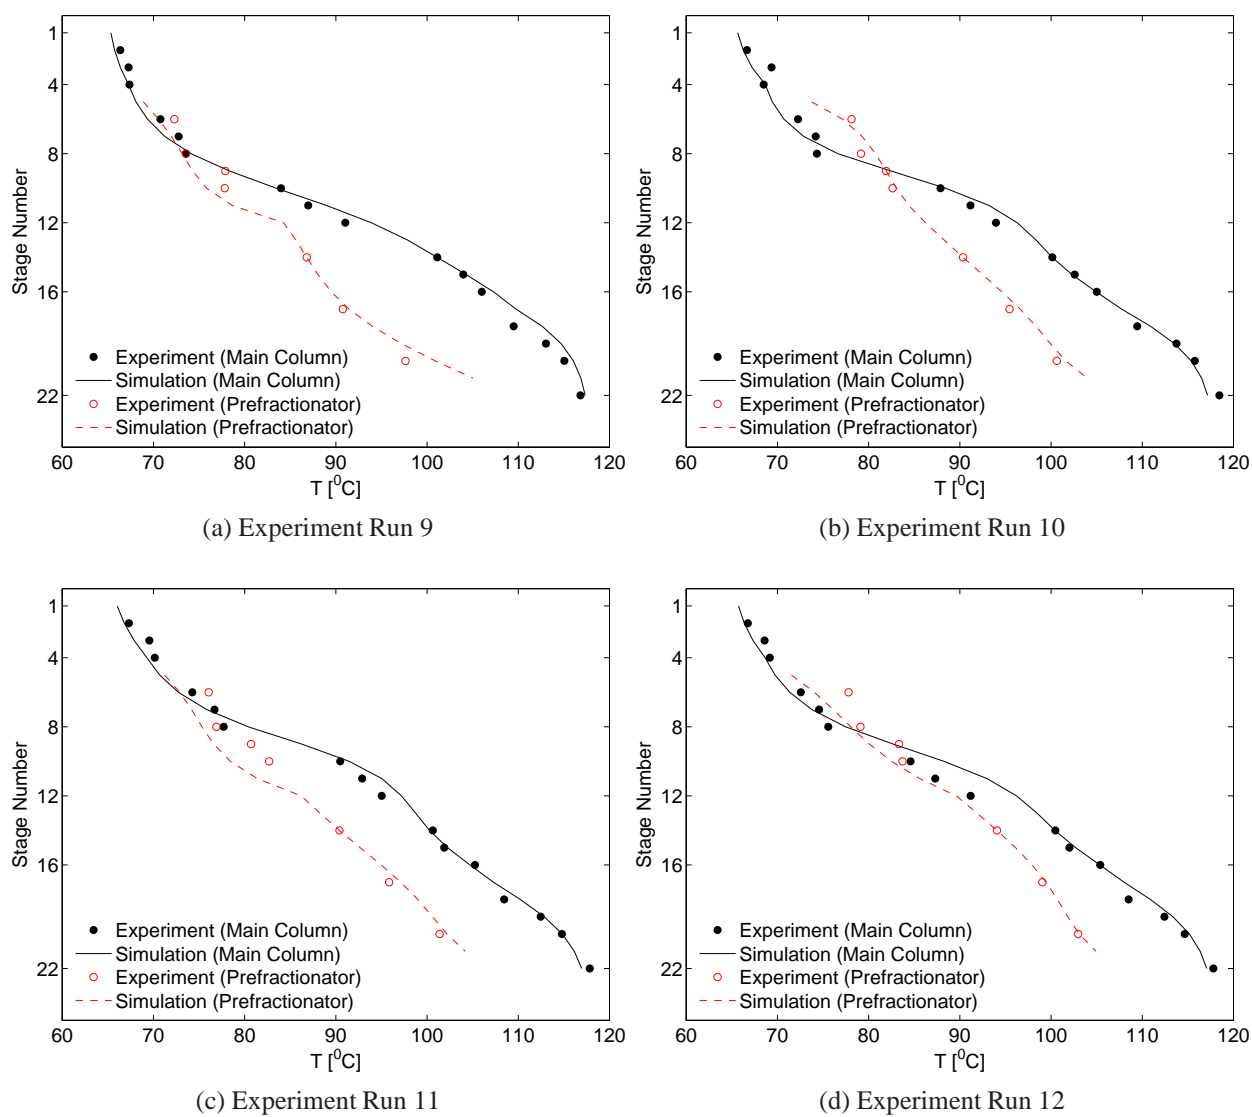 1
4
8
12
16
22
Stage Number
Experiment (Main Column)
Simulation (Main Column)
Experiment (Prefractionator)
Simulation (Prefractionator)
60 70 80 90 100 110 120
T [⁰C]
(a) Experiment Run 9
1
4
8
12
16
22
Stage Number
Experiment (Main Column)
Simulation (Main Column)
Experiment (Prefractionator)
Simulation (Prefractionator)
60 70 80 90 100 110 120
T [⁰C]
(b) Experiment Run 10
1
4
8
12
16
22
Stage Number
Experiment (Main Column)
Simulation (Main Column)
Experiment (Prefractionator)
Simulation (Prefractionator)
60 70 80 90 100 110 120
T [⁰C]
(c) Experiment Run 11
1
4
8
12
16
22
Stage Number
Experiment (Main Column)
Simulation (Main Column)
Experiment (Prefractionator)
Simulation (Prefractionator)
60 70 80 90 100 110 120
T [⁰C]
(d) Experiment Run 12